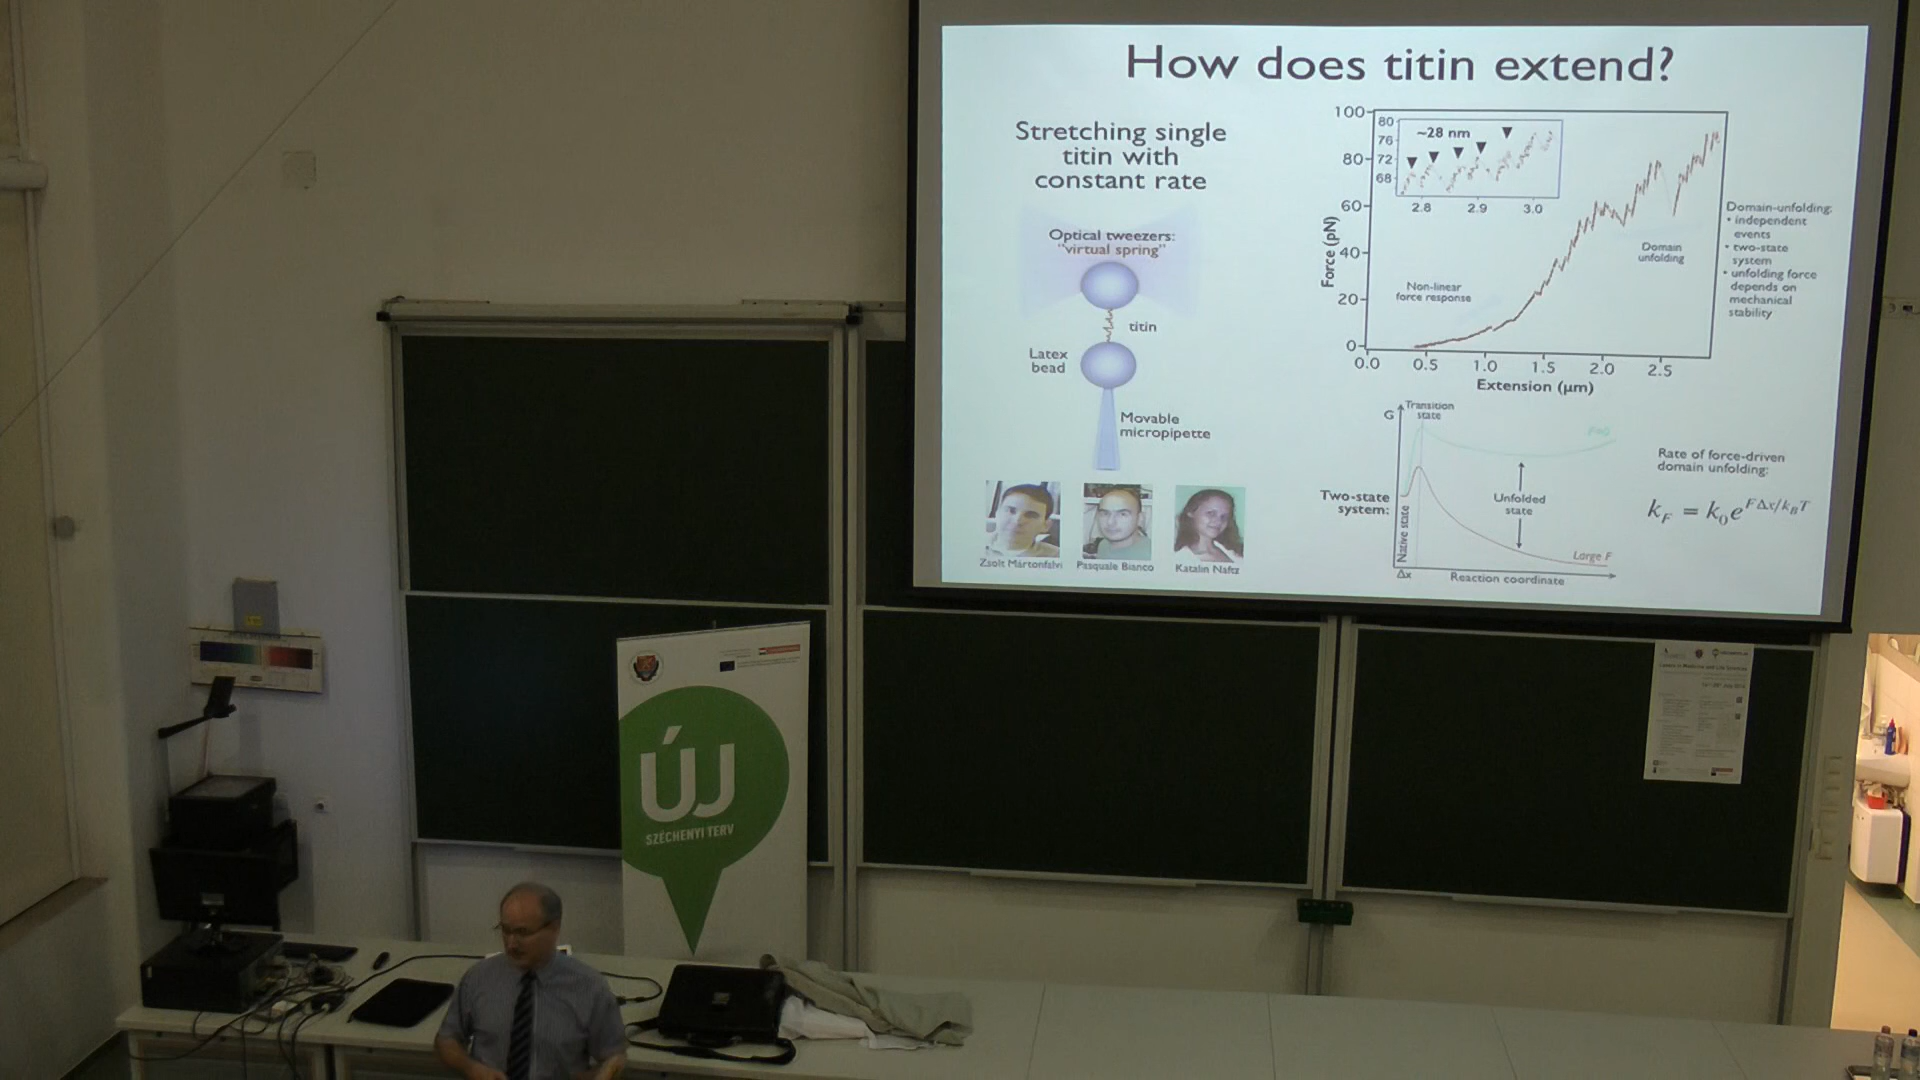 How does titin extend?
Stretching single
titin with
constant rate
Optical tweezers:
"virtual spring"
titin
Latex
bead
Movable
micropipette
Zsolt Mártonfalvi
Pasquale Bianco
Katalin Naftz
100
80
60
40
20
0
Force (pN)
80
76
72
68
~28 nm
2.8
2.9
3.0
Non-linear
force response
Domain
unfolding
0.0
0.5
1.0
1.5
2.0
2.5
Extension (µm)
Domain-unfolding:
• independent
events
• two-state
system
• unfolding force
depends on
mechanical
stability
G
Transition
state
F=0
Two-state
system:
Native state
Unfolded
state
Large F
Δx
Reaction coordinate
Rate of force-driven
domain unfolding:
k_F = k_0 e^{FΔx/k_BT}
ÚJ
SZÉCHENYI TERV